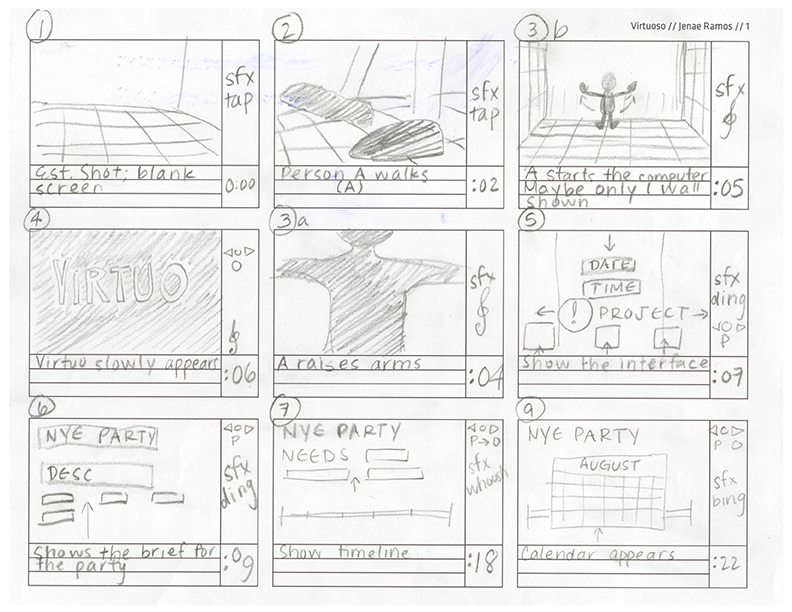 Virtuoso // Jenae Ramos // 1
1
sfx
tap
Est. Shot; blank
screen
0:00
2
sfx
tap
Person A walks
(A)
:02
3b
sfx
A starts the computer
Maybe only 1 wall
shown
:05
4
VIRTUO
O
Virtuo slowly appears
:06
3a
sfx
A raises arms
:04
5
DATE
TIME
! PROJECT
sfx
ding
P
Show the interface
:07
6
NYE PARTY
DESC
P
sfx
ding
Shows the brief for
the party
:09
7
NYE PARTY
NEEDS
P→O
sfx
whoosh
Show timeline
:18
9
NYE PARTY
AUGUST
P O
sfx
bing
Calendar appears
:22